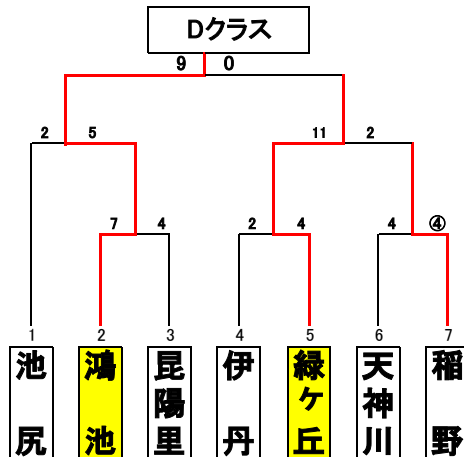 Dクラス
9 0
2 5 11 2
7 4 2 4 4 ④
1 2 3 4 5 6 7
池尻
鴻池
昆陽里
伊丹
緑ヶ丘
天神川
稲野